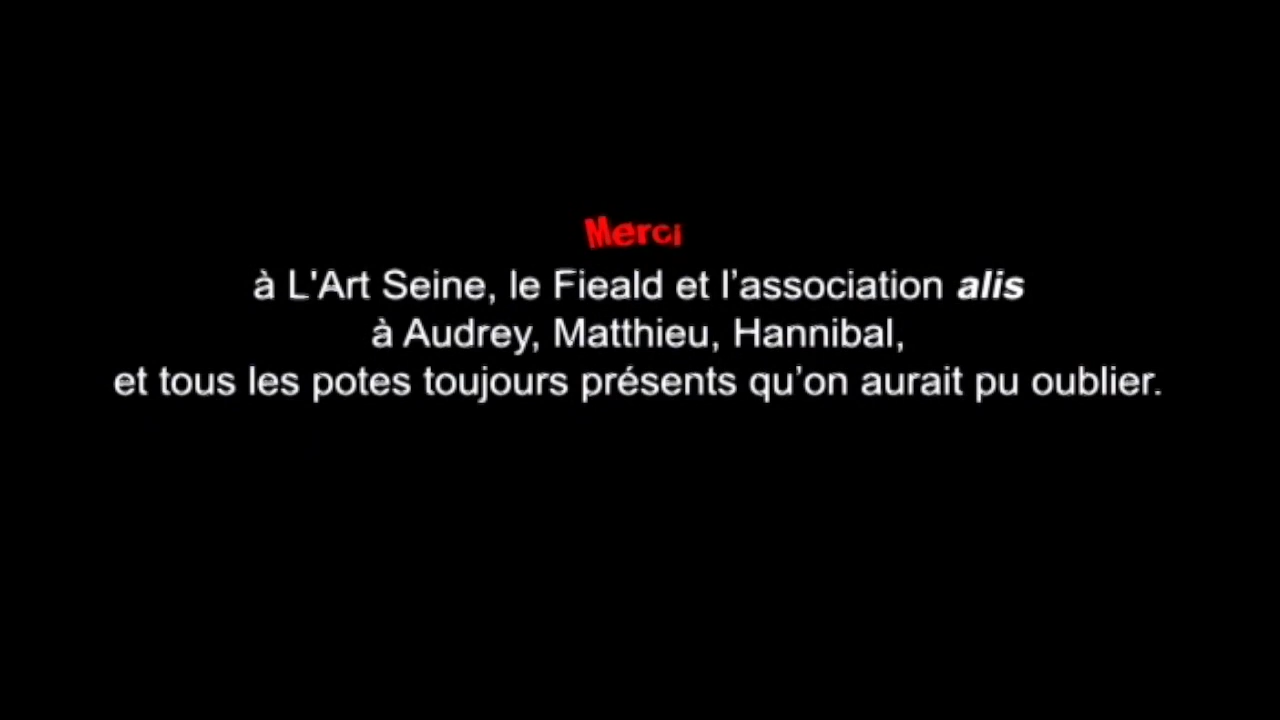 Merci
à L'Art Seine, le Fieald et l’association alis
à Audrey, Matthieu, Hannibal,
et tous les potes toujours présents qu’on aurait pu oublier.